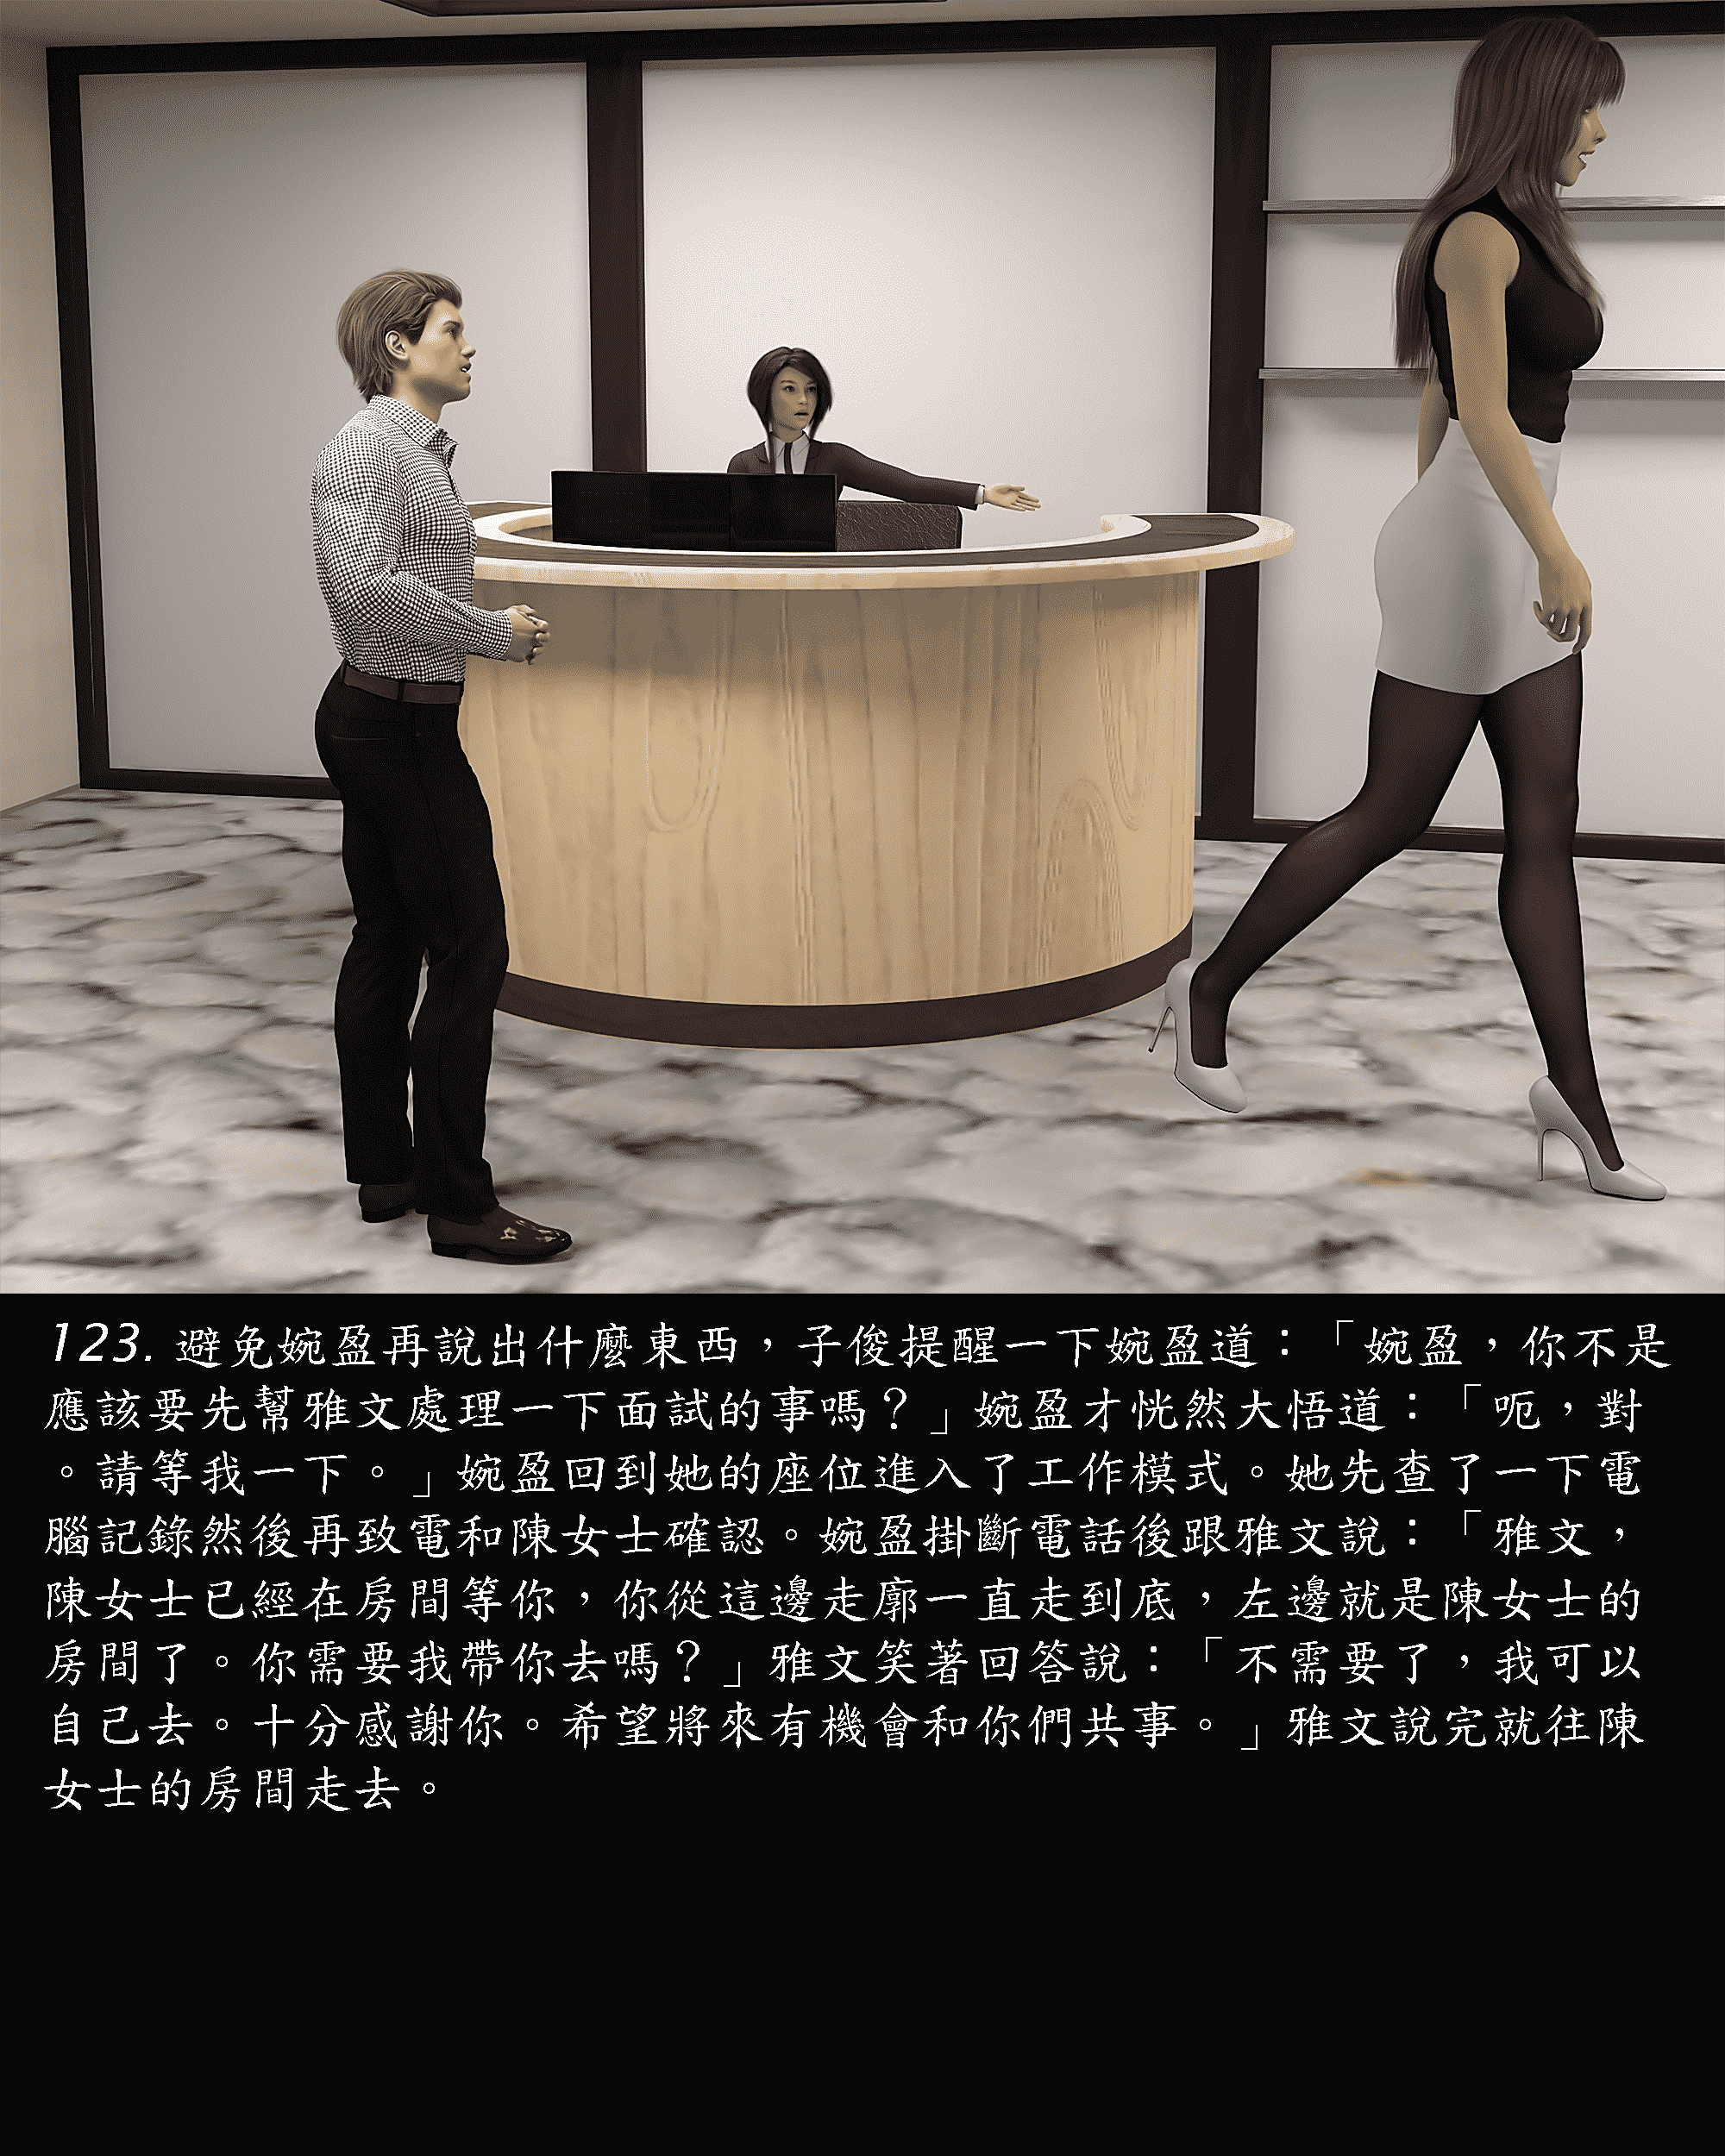 123. 避免婉盈再說出什麼東西，子俊提醒一下婉盈道：「婉盈，你不是
應該要先幫雅文處理一下面試的事嗎？」婉盈才恍然大悟道：「呃，對
。請等我一下。」婉盈回到她的座位進入了工作模式。她先查了一下電
腦記錄然後再致電和陳女士確認。婉盈掛斷電話後跟雅文說：「雅文，
陳女士已經在房間等你，你從這邊走廓一直走到底，左邊就是陳女士的
房間了。你需要我帶你去嗎？」雅文笑著回答說：「不需要了，我可以
自己去。十分感謝你。希望將來有機會和你們共事。」雅文說完就往陳
女士的房間走去。